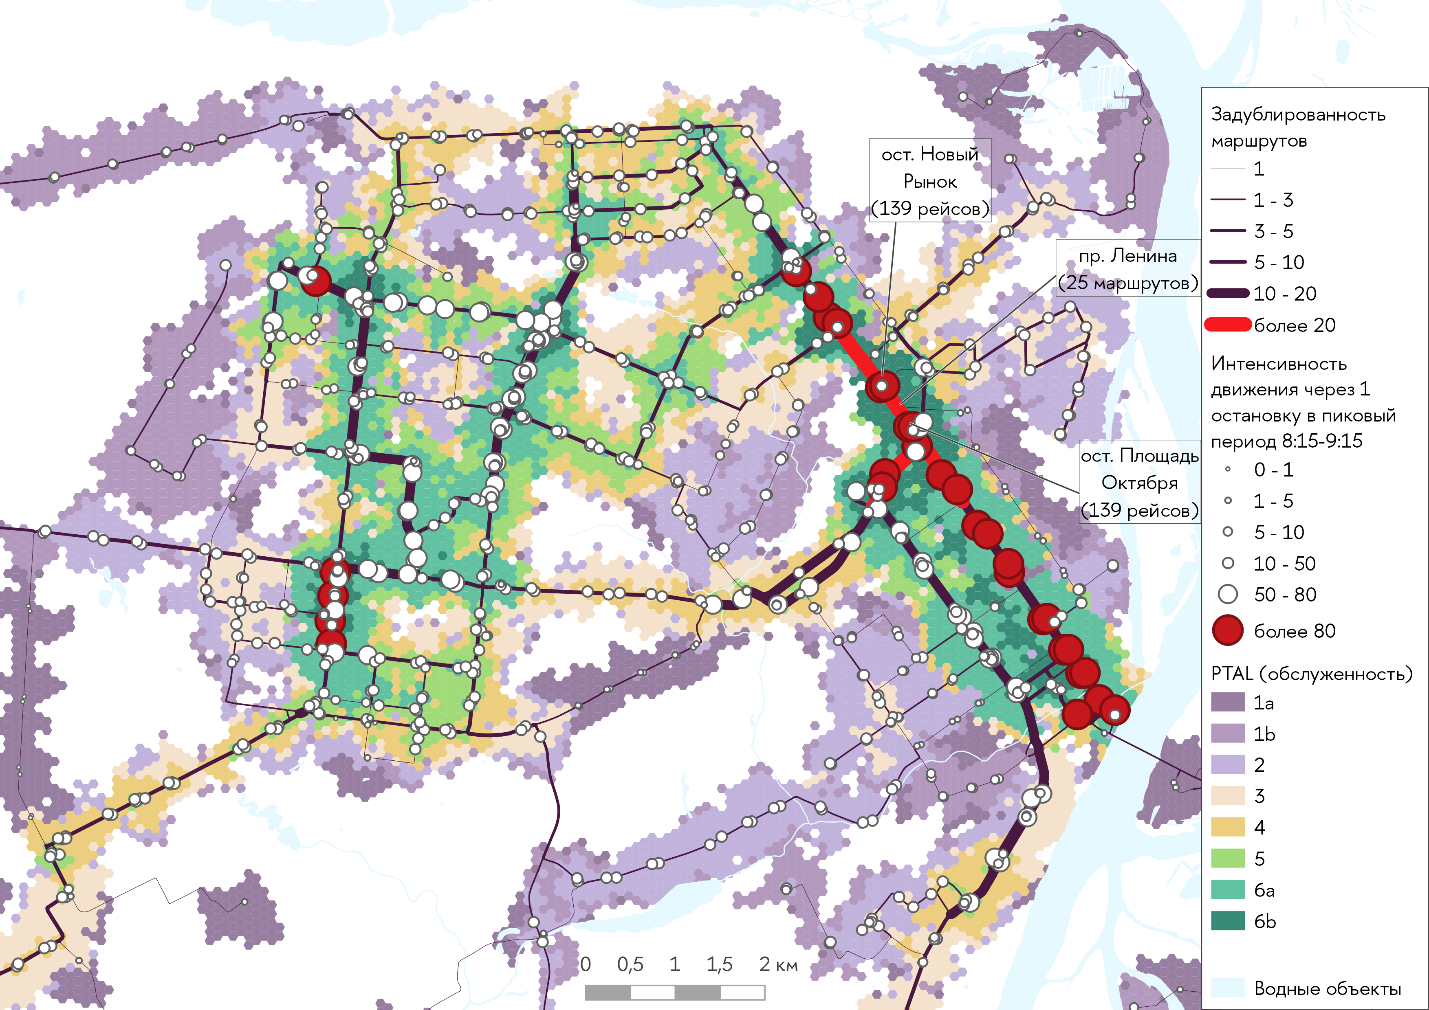 ост. Новый
Рынок
(139 рейсов)
пр. Ленина
(25 маршрутов)
ост. Площадь
Октября
(139 рейсов)
0 0,5 1 1,5 2 км
Задублированность
маршрутов
1
1 - 3
3 - 5
5 - 10
10 - 20
более 20
Интенсивность
движения через 1
остановку в пиковый
период 8:15-9:15
0 - 1
1 - 5
5 - 10
10 - 50
50 - 80
более 80
PTAL (обслуженность)
1a
1b
2
3
4
5
6a
6b
Водные объекты